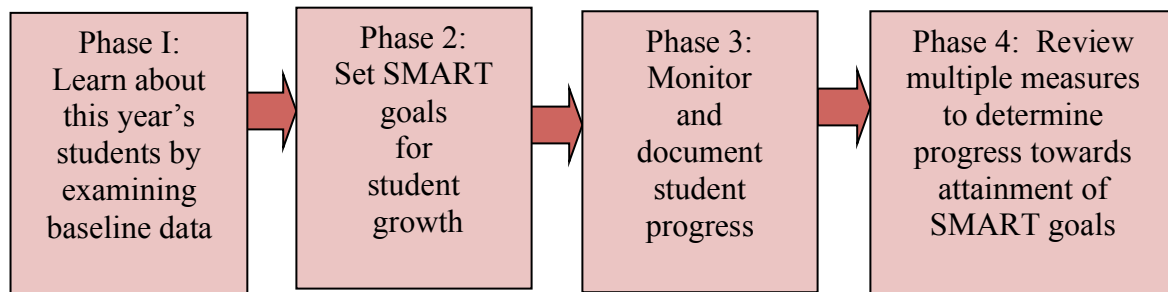 Phase I:
Learn about
this year’s
students by
examining
baseline data
Phase 2:
Set SMART
goals
for
student
growth
Phase 3:
Monitor
and
document
student
progress
Phase 4:  Review
multiple measures
to determine
progress towards
attainment of
SMART goals